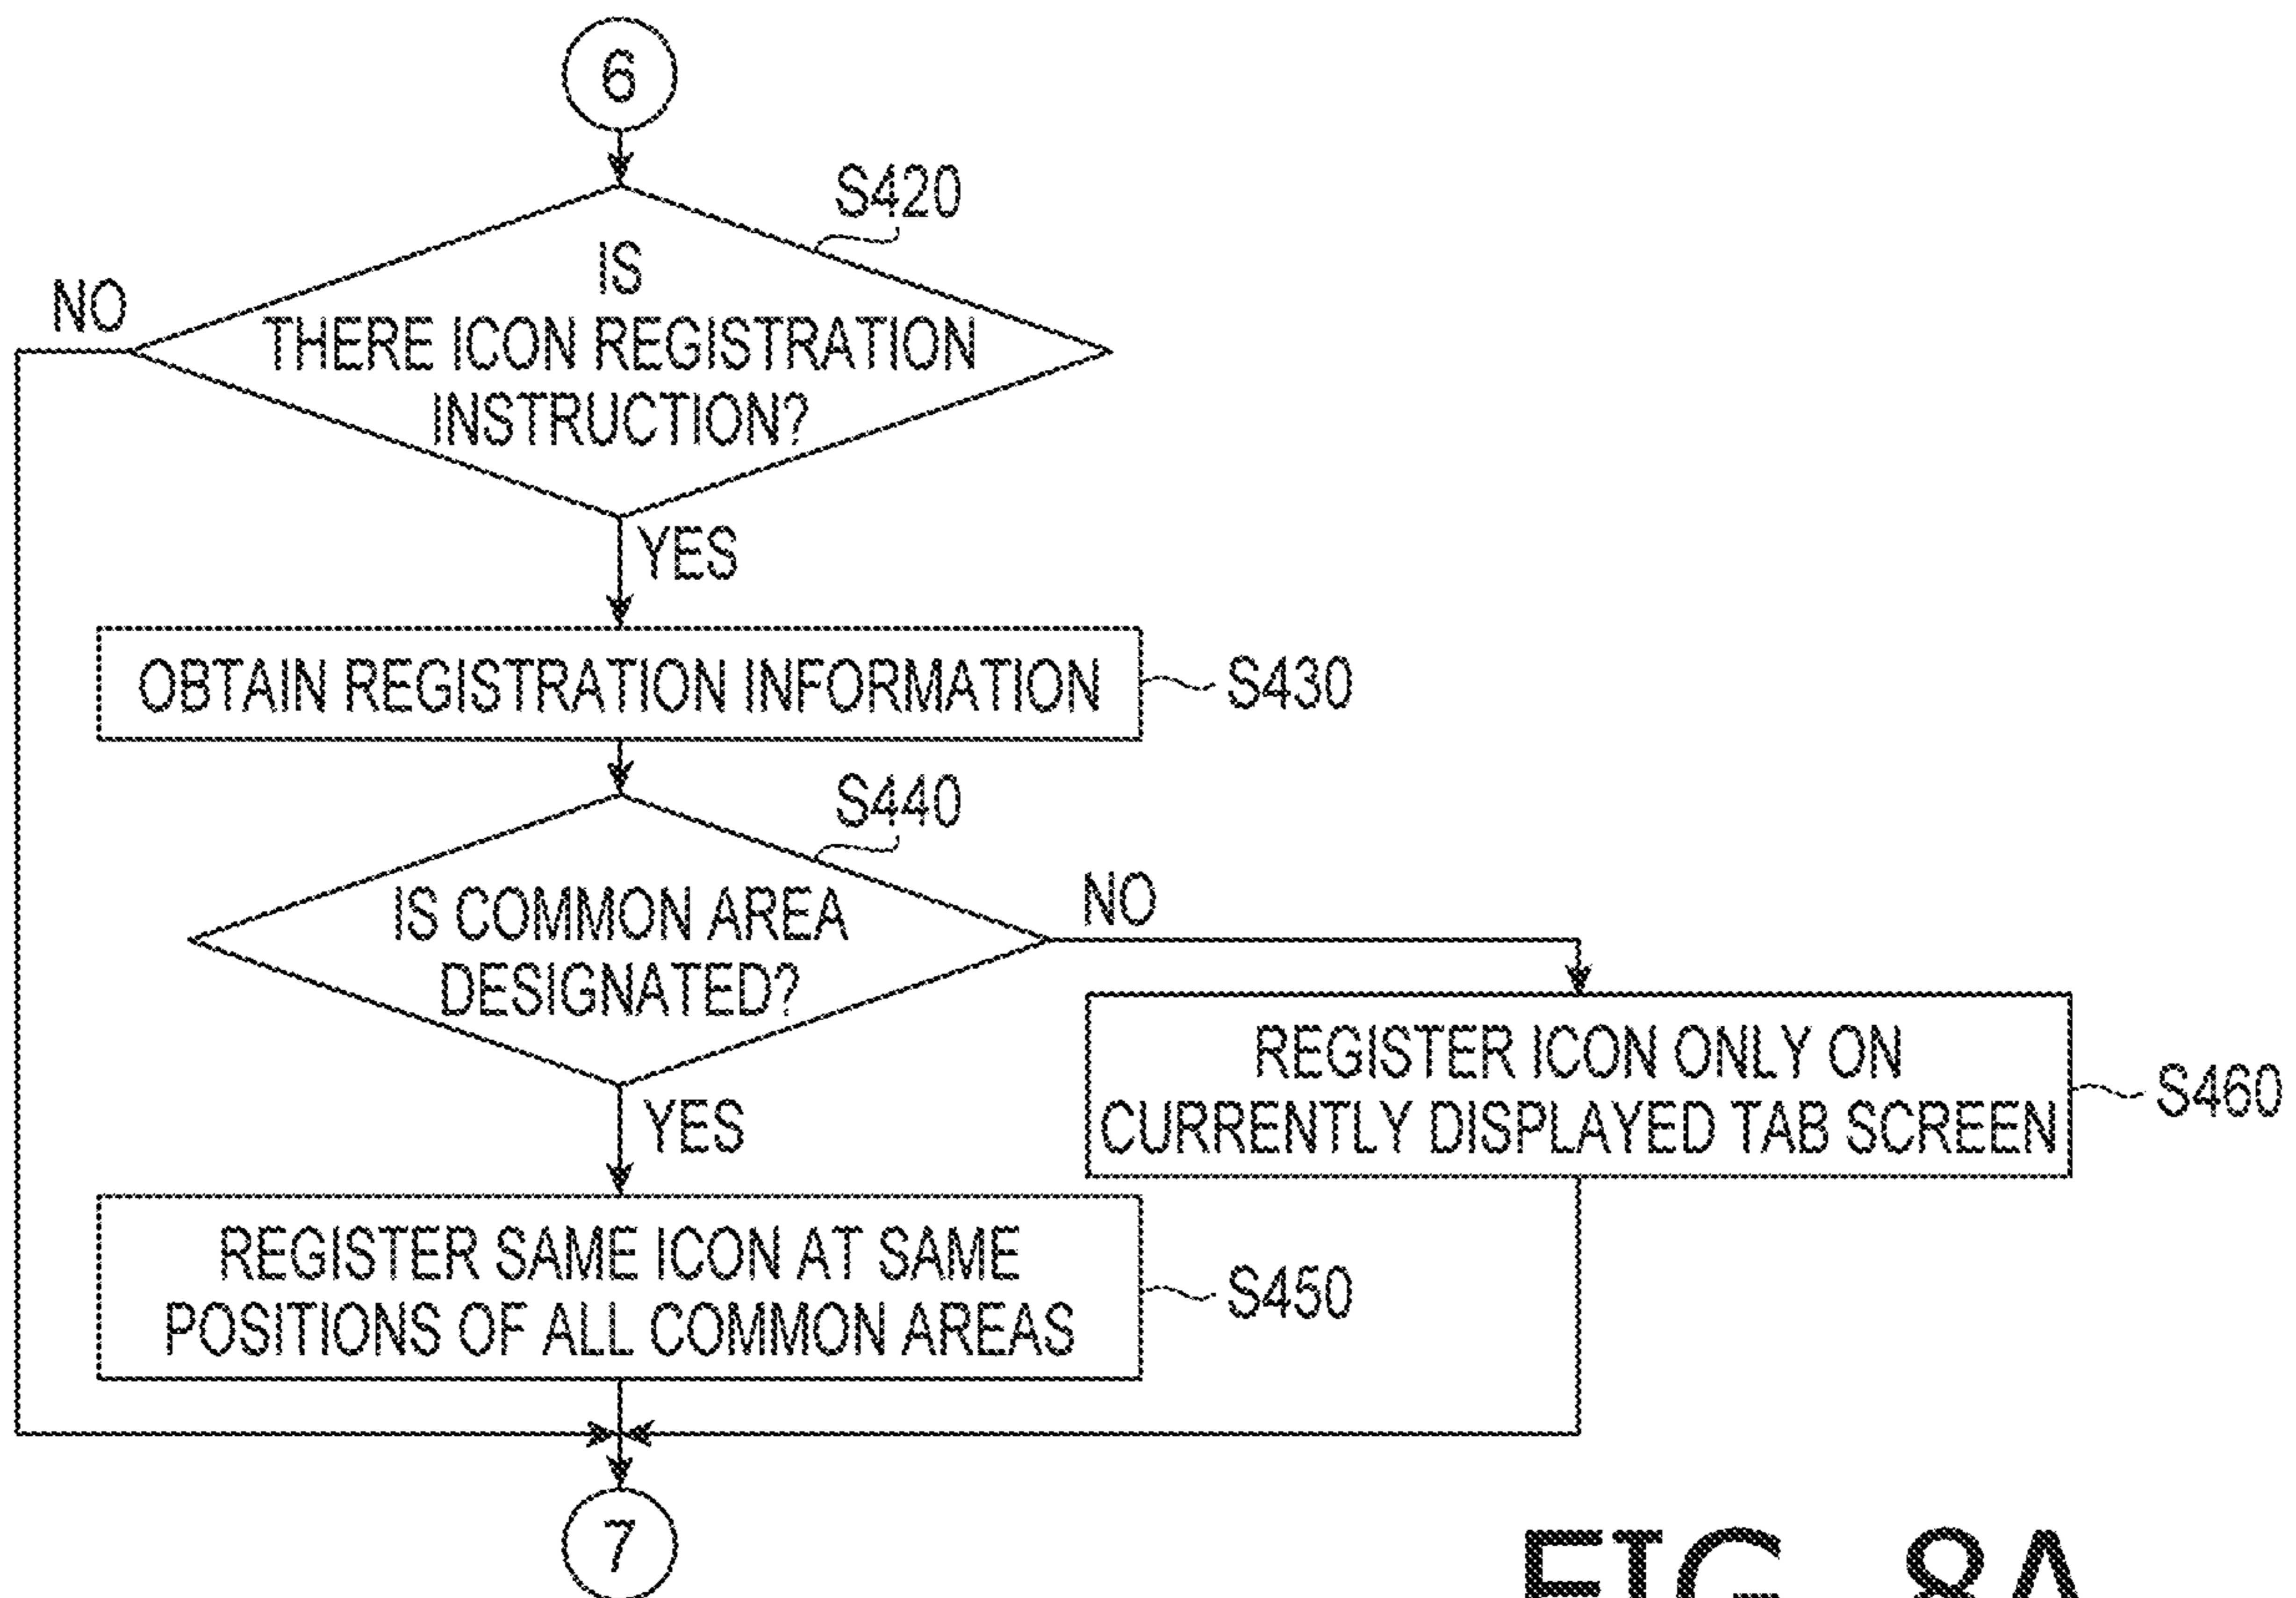 6
S420
IS
THERE ICON REGISTRATION
INSTRUCTION?
NO
YES
OBTAIN REGISTRATION INFORMATION
S430
S440
IS COMMON AREA
DESIGNATED?
NO
YES
REGISTER ICON ONLY ON
CURRENTLY DISPLAYED TAB SCREEN
S460
REGISTER SAME ICON AT SAME
POSITIONS OF ALL COMMON AREAS
S450
7
FIG. 8A